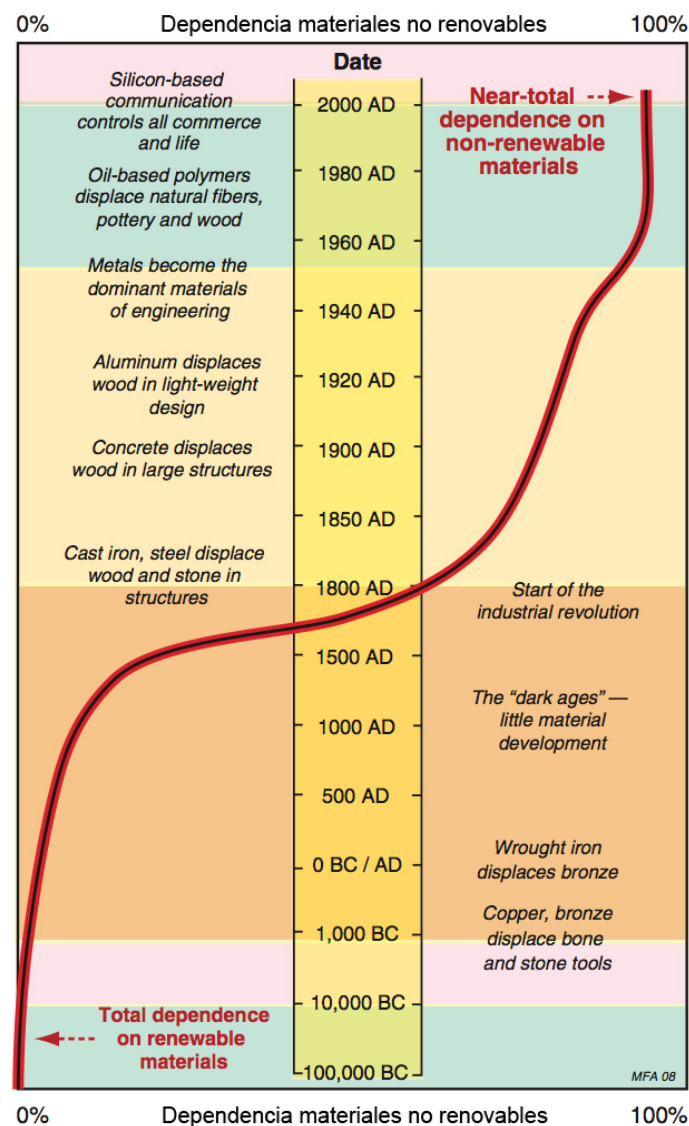 0% Dependencia materiales no renovables 100%
Date
Silicon-based
communication
controls all commerce
and life
Oil-based polymers
displace natural fibers,
pottery and wood
Metals become the
dominant materials
of engineering
Aluminum displaces
wood in light-weight
design
Concrete displaces
wood in large structures
Cast iron, steel displace
wood and stone in
structures
Total dependence
on renewable
materials
2000 AD
1980 AD
1960 AD
1940 AD
1920 AD
1900 AD
1850 AD
1800 AD
1500 AD
1000 AD
500 AD
0 BC / AD
1,000 BC
10,000 BC
100,000 BC
Near-total
dependence on
non-renewable
materials
Start of the
industrial revolution
The “dark ages” —
little material
development
Wrought iron
displaces bronze
Copper, bronze
displace bone
and stone tools
MFA 08
0% Dependencia materiales no renovables 100%